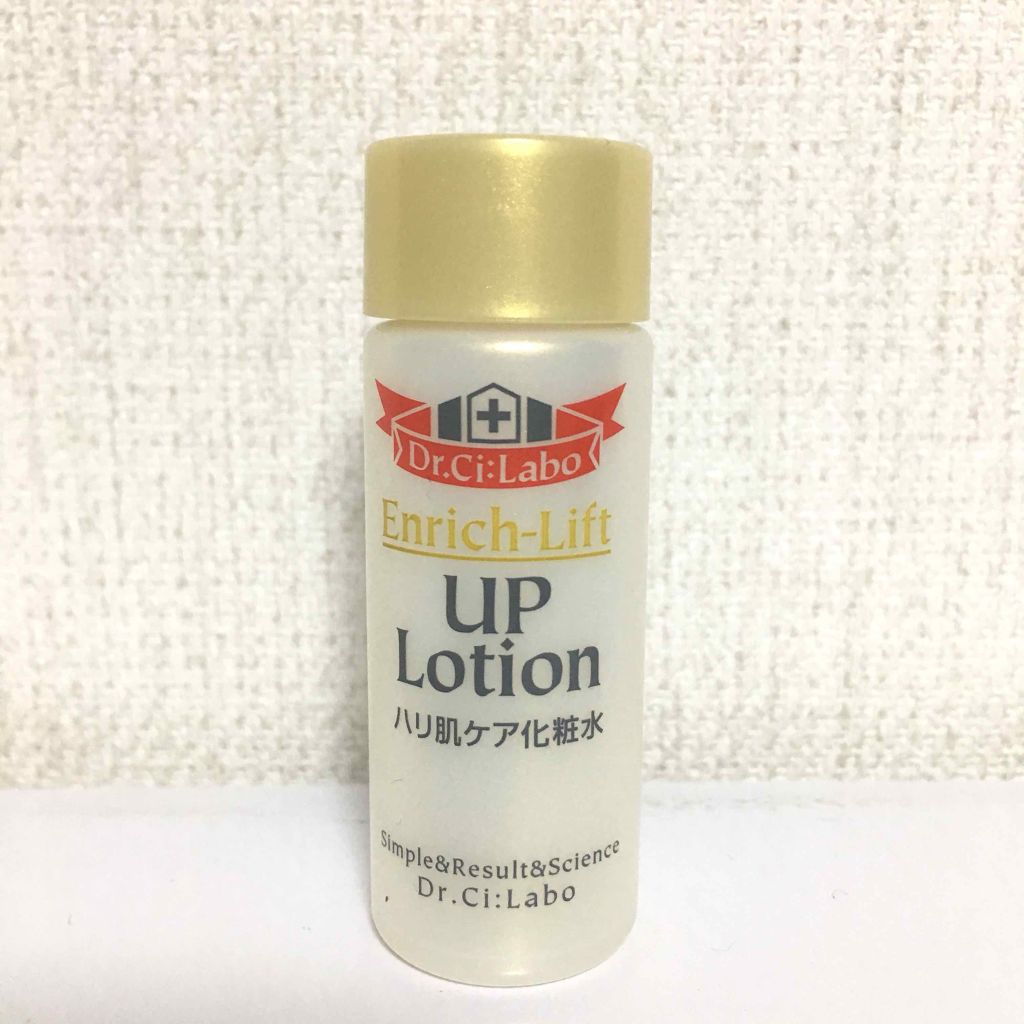 Dr.Ci:Labo
Enrich-Lift
UP
Lotion
ハリ肌ケア化粧水
Simple&Result&Science
Dr.Ci:Labo